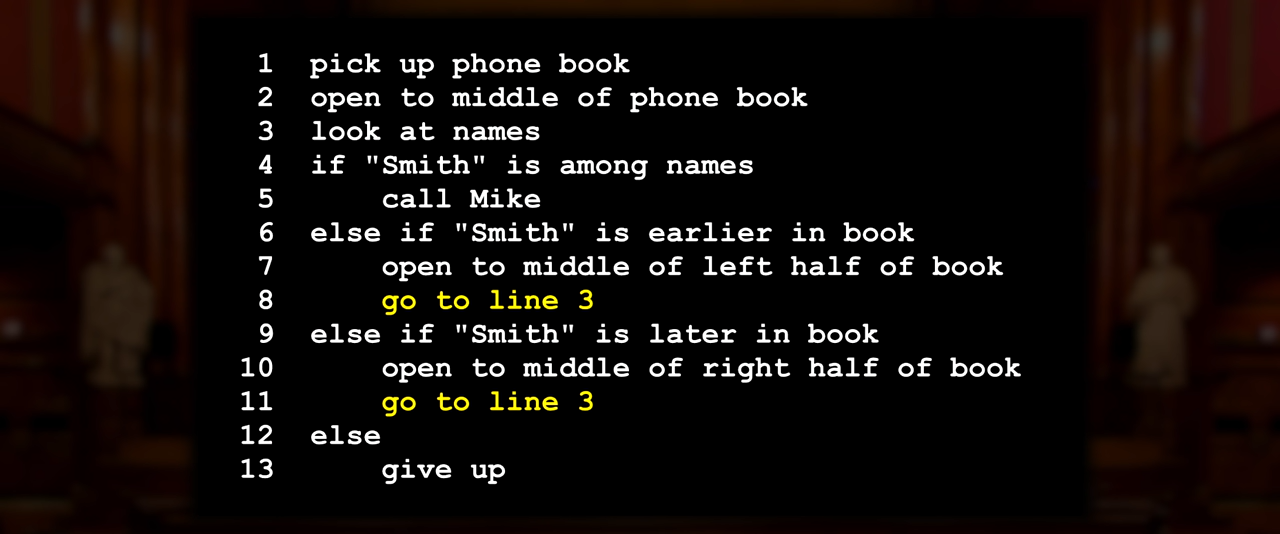 1 pick up phone book
2 open to middle of phone book
3 look at names
4 if "Smith" is among names
5     call Mike
6 else if "Smith" is earlier in book
7     open to middle of left half of book
8     go to line 3
9 else if "Smith" is later in book
10     open to middle of right half of book
11     go to line 3
12 else
13     give up